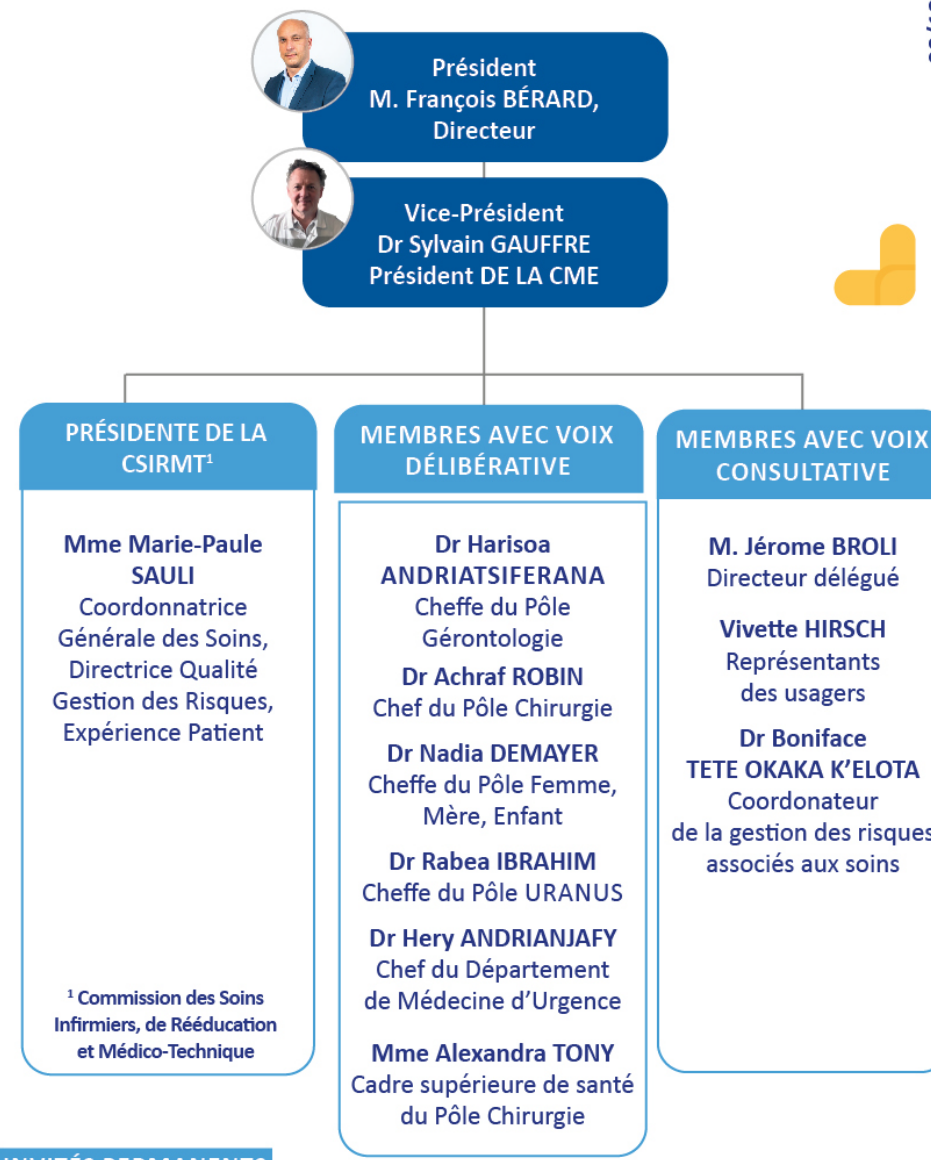 Président
M. François BÉRARD,
Directeur
Vice-Président
Dr Sylvain GAUFFRE
Président DE LA CME
PRÉSIDENTE DE LA
CSIRMT¹
Mme Marie-Paule
SAULI
Coordonnatrice
Générale des Soins,
Directrice Qualité
Gestion des Risques,
Expérience Patient
¹ Commission des Soins
Infirmiers, de Rééducation
et Médico-Technique
MEMBRES AVEC VOIX
DÉLIBÉRATIVE
Dr Harisoa
ANDRIATSIFERANA
Cheffe du Pôle
Gérontologie
Dr Achraf ROBIN
Chef du Pôle Chirurgie
Dr Nadia DEMAYER
Cheffe du Pôle Femme,
Mère, Enfant
Dr Rabea IBRAHIM
Cheffe du Pôle URANUS
Dr Hery ANDRIANJAFY
Chef du Département
de Médecine d’Urgence
Mme Alexandra TONY
Cadre supérieure de santé
du Pôle Chirurgie
MEMBRES AVEC VOIX
CONSULTATIVE
M. Jérome BROLI
Directeur délégué
Vivette HIRSCH
Représentants
des usagers
Dr Boniface
TETE OKAKA K’ELOTA
Coordonateur
de la gestion des risques
associés aux soins